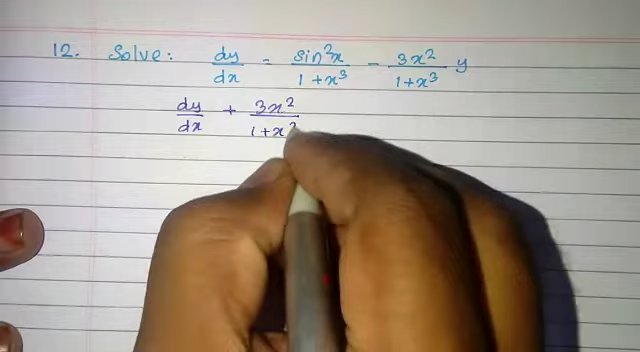 12. Solve: dy/dx = sin²x/1+x³ - 3x²/1+x³ y
dy/dx + 3x²/1+x